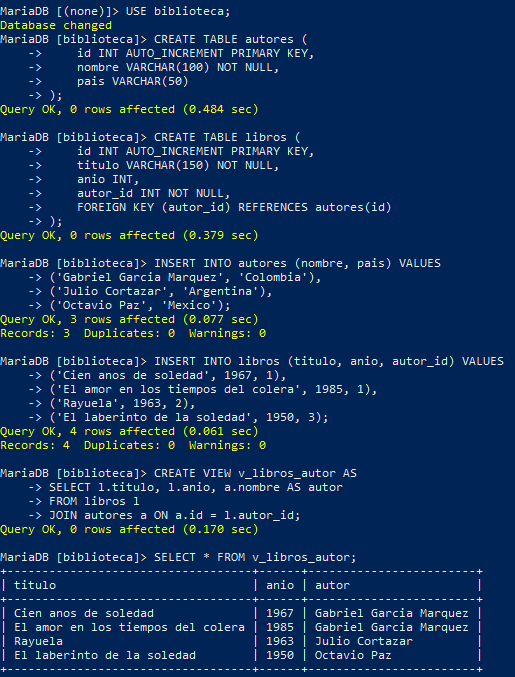 MariaDB [(none)]> USE biblioteca;
Database changed
MariaDB [biblioteca]> CREATE TABLE autores (
    ->     id INT AUTO_INCREMENT PRIMARY KEY,
    ->     nombre VARCHAR(100) NOT NULL,
    ->     pais VARCHAR(50)
    -> );
Query OK, 0 rows affected (0.484 sec)

MariaDB [biblioteca]> CREATE TABLE libros (
    ->     id INT AUTO_INCREMENT PRIMARY KEY,
    ->     titulo VARCHAR(150) NOT NULL,
    ->     anio INT,
    ->     autor_id INT NOT NULL,
    ->     FOREIGN KEY (autor_id) REFERENCES autores(id)
    -> );
Query OK, 0 rows affected (0.379 sec)

MariaDB [biblioteca]> INSERT INTO autores (nombre, pais) VALUES
    -> ('Gabriel Garcia Marquez', 'Colombia'),
    -> ('Julio Cortazar', 'Argentina'),
    -> ('Octavio Paz', 'Mexico');
Query OK, 3 rows affected (0.077 sec)
Records: 3  Duplicates: 0  Warnings: 0

MariaDB [biblioteca]> INSERT INTO libros (titulo, anio, autor_id) VALUES
    -> ('Cien anos de soledad', 1967, 1),
    -> ('El amor en los tiempos del colera', 1985, 1),
    -> ('Rayuela', 1963, 2),
    -> ('El laberinto de la soledad', 1950, 3);
Query OK, 4 rows affected (0.061 sec)
Records: 4  Duplicates: 0  Warnings: 0

MariaDB [biblioteca]> CREATE VIEW v_libros_autor AS
    -> SELECT l.titulo, l.anio, a.nombre AS autor
    -> FROM libros l
    -> JOIN autores a ON a.id = l.autor_id;
Query OK, 0 rows affected (0.170 sec)

MariaDB [biblioteca]> SELECT * FROM v_libros_autor;
+-----------------------------------+------+------------------------+
| titulo                            | anio | autor                  |
+-----------------------------------+------+------------------------+
| Cien anos de soledad              | 1967 | Gabriel Garcia Marquez |
| El amor en los tiempos del colera | 1985 | Gabriel Garcia Marquez |
| Rayuela                           | 1963 | Julio Cortazar         |
| El laberinto de la soledad        | 1950 | Octavio Paz            |
+-----------------------------------+------+------------------------+